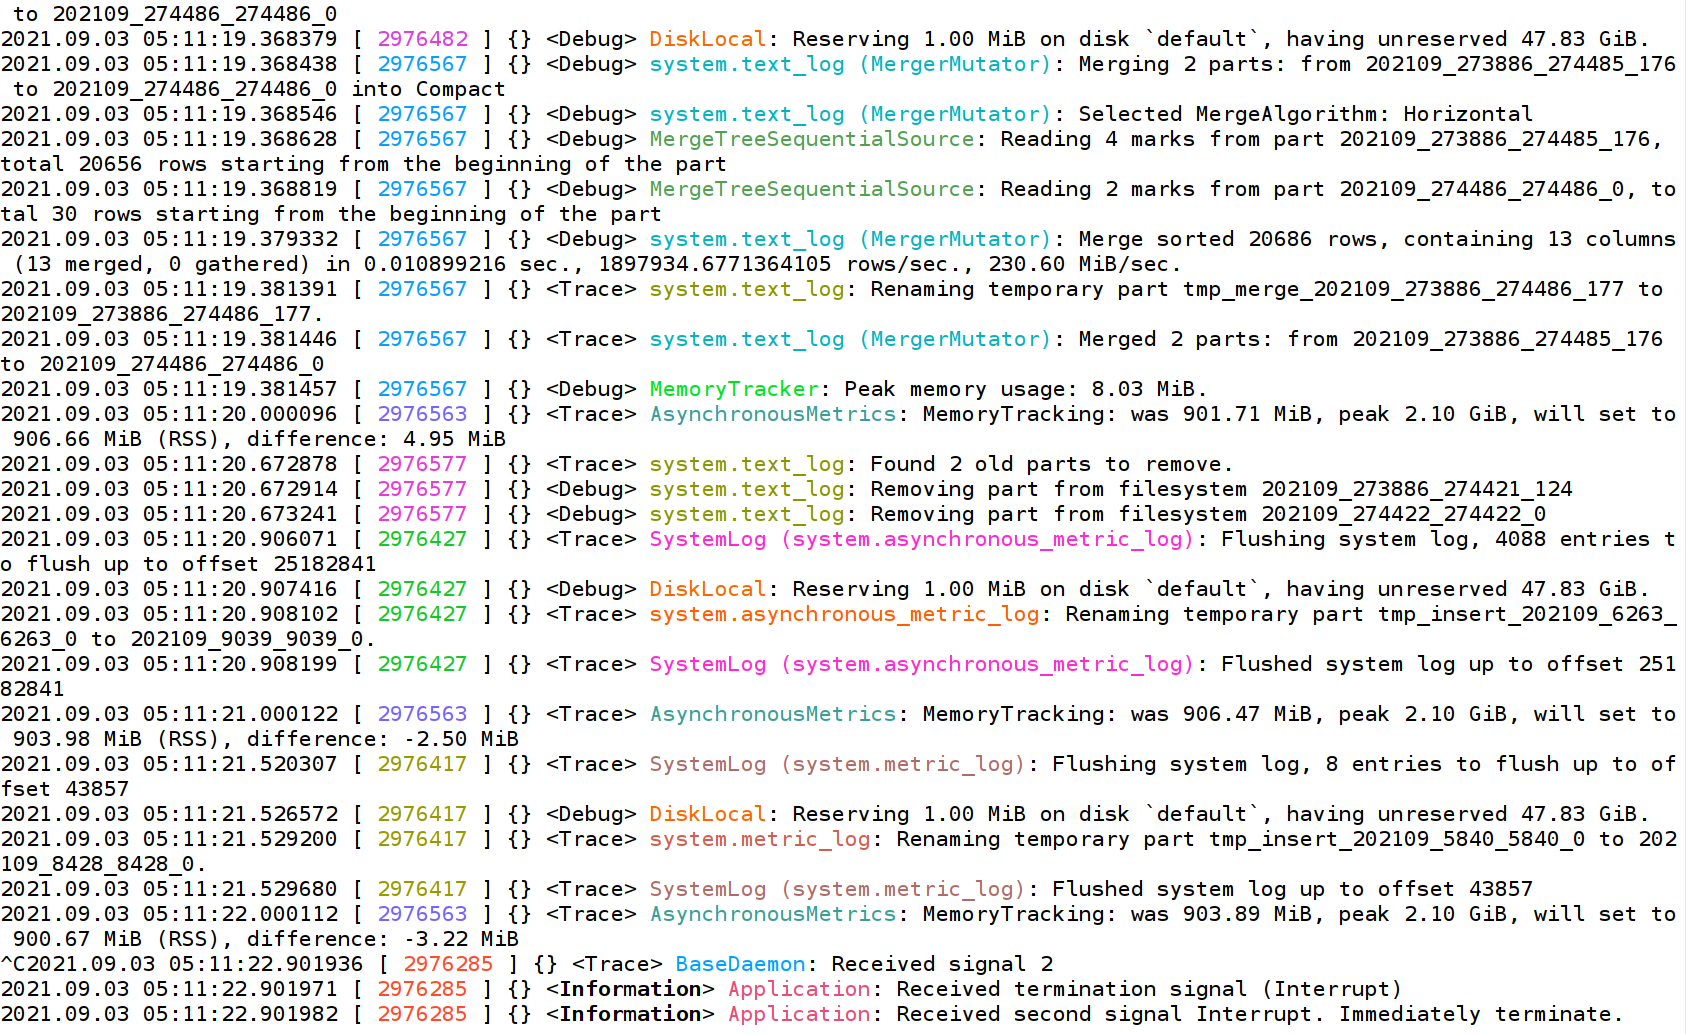 to 202109_274486_274486_0
2021.09.03 05:11:19.368379 [ 2976482 ] {} <Debug> DiskLocal: Reserving 1.00 MiB on disk `default`, having unreserved 47.83 GiB.
2021.09.03 05:11:19.368438 [ 2976567 ] {} <Debug> system.text_log (MergerMutator): Merging 2 parts: from 202109_273886_274485_176
 to 202109_274486_274486_0 into Compact
2021.09.03 05:11:19.368546 [ 2976567 ] {} <Debug> system.text_log (MergerMutator): Selected MergeAlgorithm: Horizontal
2021.09.03 05:11:19.368628 [ 2976567 ] {} <Debug> MergeTreeSequentialSource: Reading 4 marks from part 202109_273886_274485_176,
total 20656 rows starting from the beginning of the part
2021.09.03 05:11:19.368819 [ 2976567 ] {} <Debug> MergeTreeSequentialSource: Reading 2 marks from part 202109_274486_274486_0, to
tal 30 rows starting from the beginning of the part
2021.09.03 05:11:19.379332 [ 2976567 ] {} <Debug> system.text_log (MergerMutator): Merge sorted 20686 rows, containing 13 columns
 (13 merged, 0 gathered) in 0.010899216 sec., 1897934.6771364105 rows/sec., 230.60 MiB/sec.
2021.09.03 05:11:19.381391 [ 2976567 ] {} <Trace> system.text_log: Renaming temporary part tmp_merge_202109_273886_274486_177 to
202109_273886_274486_177.
2021.09.03 05:11:19.381446 [ 2976567 ] {} <Trace> system.text_log (MergerMutator): Merged 2 parts: from 202109_273886_274485_176
to 202109_274486_274486_0
2021.09.03 05:11:19.381457 [ 2976567 ] {} <Debug> MemoryTracker: Peak memory usage: 8.03 MiB.
2021.09.03 05:11:20.000096 [ 2976563 ] {} <Trace> AsynchronousMetrics: MemoryTracking: was 901.71 MiB, peak 2.10 GiB, will set to
 906.66 MiB (RSS), difference: 4.95 MiB
2021.09.03 05:11:20.672878 [ 2976577 ] {} <Trace> system.text_log: Found 2 old parts to remove.
2021.09.03 05:11:20.672914 [ 2976577 ] {} <Debug> system.text_log: Removing part from filesystem 202109_273886_274421_124
2021.09.03 05:11:20.673241 [ 2976577 ] {} <Debug> system.text_log: Removing part from filesystem 202109_274422_274422_0
2021.09.03 05:11:20.906071 [ 2976427 ] {} <Trace> SystemLog (system.asynchronous_metric_log): Flushing system log, 4088 entries t
o flush up to offset 25182841
2021.09.03 05:11:20.907416 [ 2976427 ] {} <Debug> DiskLocal: Reserving 1.00 MiB on disk `default`, having unreserved 47.83 GiB.
2021.09.03 05:11:20.908102 [ 2976427 ] {} <Trace> system.asynchronous_metric_log: Renaming temporary part tmp_insert_202109_6263_
6263_0 to 202109_9039_9039_0.
2021.09.03 05:11:20.908199 [ 2976427 ] {} <Trace> SystemLog (system.asynchronous_metric_log): Flushed system log up to offset 251
82841
2021.09.03 05:11:21.000122 [ 2976563 ] {} <Trace> AsynchronousMetrics: MemoryTracking: was 906.47 MiB, peak 2.10 GiB, will set to
 903.98 MiB (RSS), difference: -2.50 MiB
2021.09.03 05:11:21.520307 [ 2976417 ] {} <Trace> SystemLog (system.metric_log): Flushing system log, 8 entries to flush up to of
fset 43857
2021.09.03 05:11:21.526572 [ 2976417 ] {} <Debug> DiskLocal: Reserving 1.00 MiB on disk `default`, having unreserved 47.83 GiB.
2021.09.03 05:11:21.529200 [ 2976417 ] {} <Trace> system.metric_log: Renaming temporary part tmp_insert_202109_5840_5840_0 to 202
109_8428_8428_0.
2021.09.03 05:11:21.529680 [ 2976417 ] {} <Trace> SystemLog (system.metric_log): Flushed system log up to offset 43857
2021.09.03 05:11:22.000112 [ 2976563 ] {} <Trace> AsynchronousMetrics: MemoryTracking: was 903.89 MiB, peak 2.10 GiB, will set to
 900.67 MiB (RSS), difference: -3.22 MiB
^C2021.09.03 05:11:22.901936 [ 2976285 ] {} <Trace> BaseDaemon: Received signal 2
2021.09.03 05:11:22.901971 [ 2976285 ] {} <Information> Application: Received termination signal (Interrupt)
2021.09.03 05:11:22.901982 [ 2976285 ] {} <Information> Application: Received second signal Interrupt. Immediately terminate.